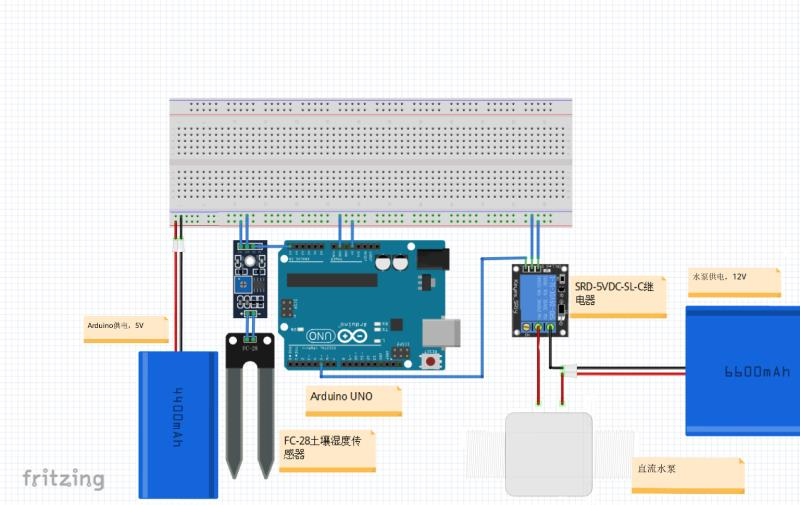 SRD-5VDC-SL-C继
电器
水泵供电，12V
Arduino供电，5V
6600mAh
4400mAh
UNO
Arduino
FC-28
Arduino UNO
FC-28土壤湿度传
感器
直流水泵
fritzing